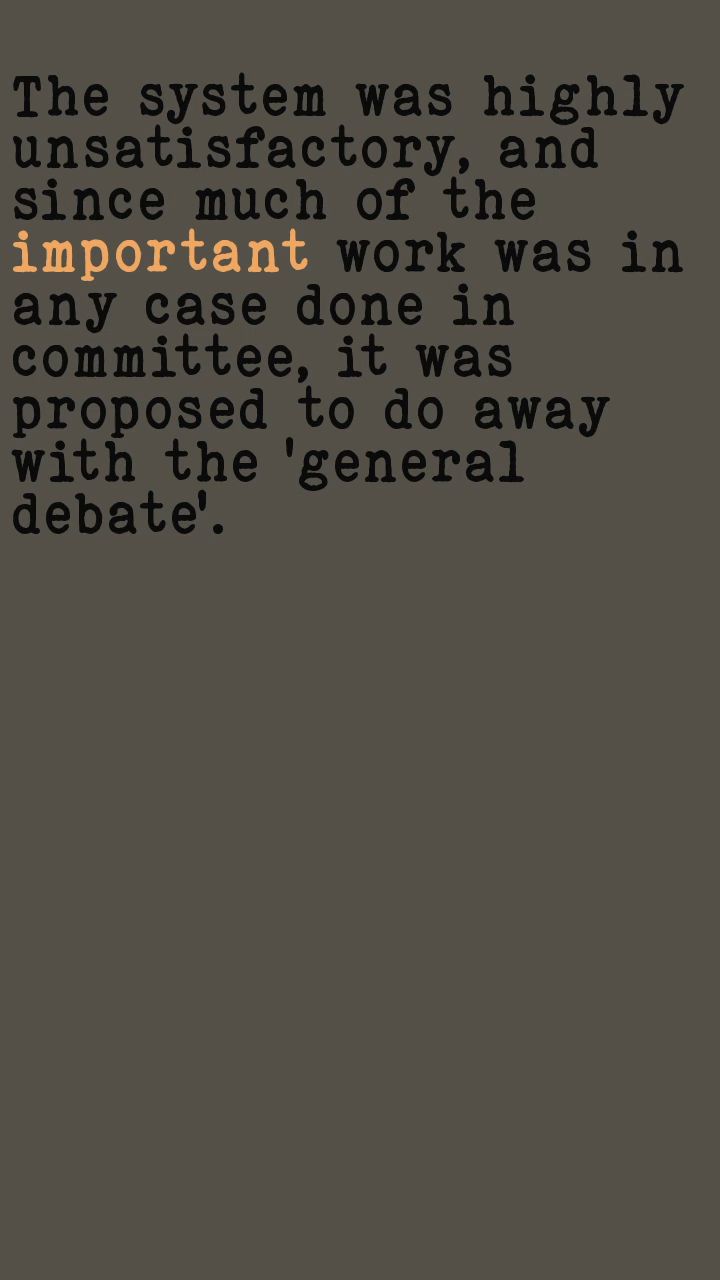 The system was highly
unsatisfactory, and
since much of the
important work was in
any case done in
committee, it was
proposed to do away
with the 'general
debate'.